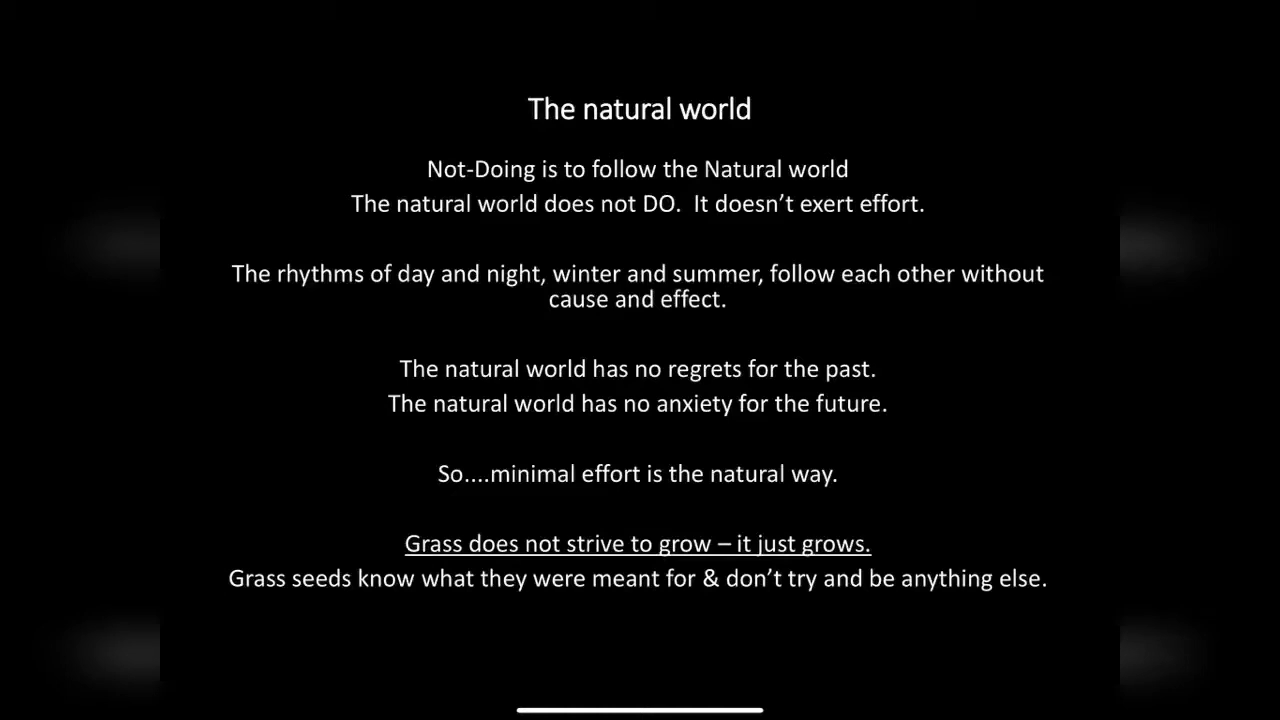 The natural world
Not-Doing is to follow the Natural world
The natural world does not DO.  It doesn’t exert effort.
The rhythms of day and night, winter and summer, follow each other without
cause and effect.
The natural world has no regrets for the past.
The natural world has no anxiety for the future.
So....minimal effort is the natural way.
Grass does not strive to grow – it just grows.
Grass seeds know what they were meant for & don’t try and be anything else.